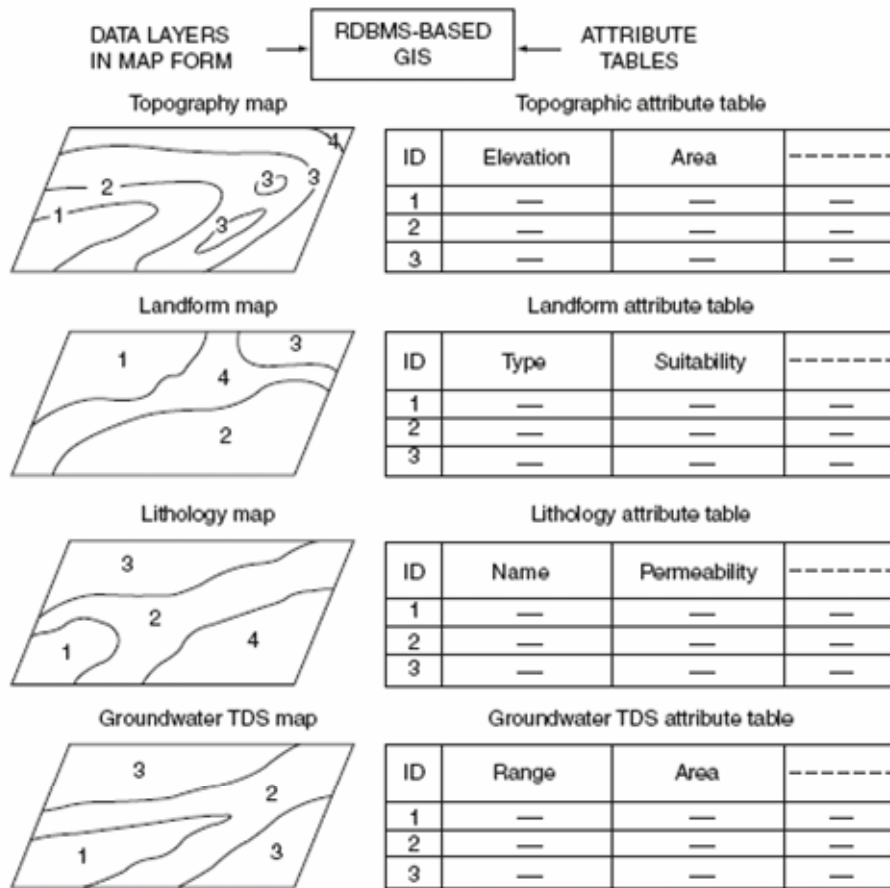 DATA LAYERS
IN MAP FORM
RDBMS-BASED
GIS
ATTRIBUTE
TABLES
Topography map
4
3
3
2
1
3
Topographic attribute table
ID Elevation Area
1 — — —
2 — — —
3 — — —
Landform map
1
3
4
2
Landform attribute table
ID Type Suitability
1 — — —
2 — — —
3 — — —
Lithology map
3
2
1
4
Lithology attribute table
ID Name Permeability
1 — — —
2 — — —
3 — — —
Groundwater TDS map
3
2
1
3
Groundwater TDS attribute table
ID Range Area
1 — — —
2 — — —
3 — — —